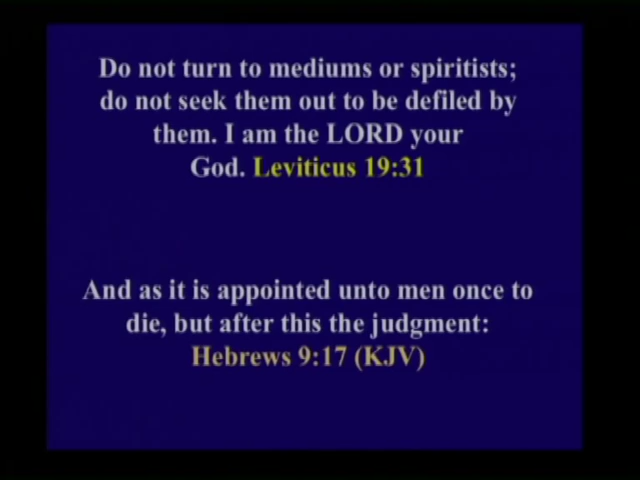 Do not turn to mediums or spiritists;
do not seek them out to be defiled by
them. I am the LORD your
God. Leviticus 19:31
And as it is appointed unto men once to
die, but after this the judgment:
Hebrews 9:17 (KJV)